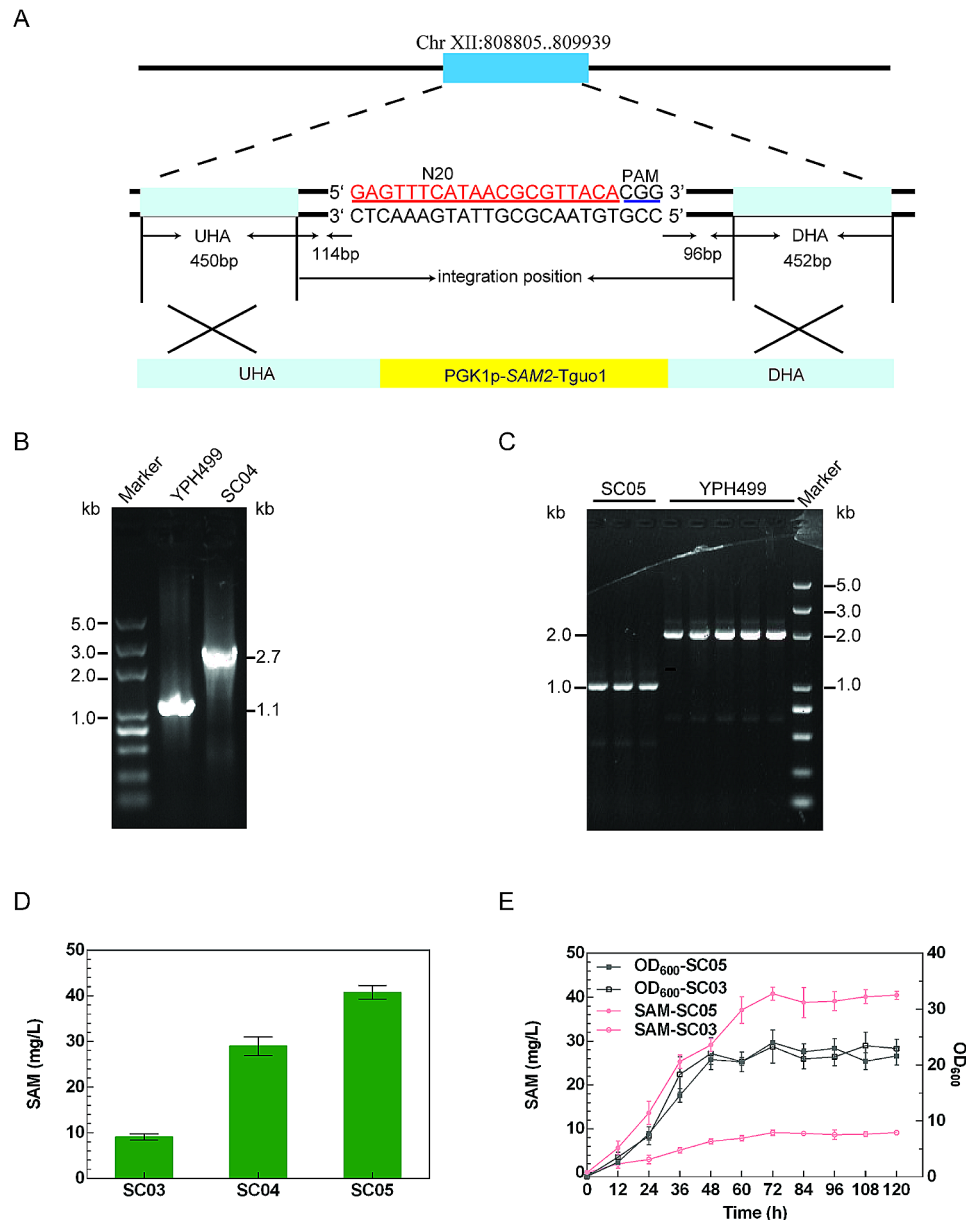 A
Chr XII:808805..809939
N20 PAM
5‘ GAGTTTCATAACGCGTTACA CGG 3’
3‘ CTCAAAGTATTGCGCAATGTGCC 5‘
UHA DHA
450bp 114bp 96bp 452bp
integration position
UHA PGK1p-SAM2-Tguo1 DHA
B
Marker YPH499 SC04
kb kb
5.0
3.0
2.7
2.0
1.1
1.0
C
SC05 YPH499 Marker
kb kb
5.0
3.0
2.0 2.0
1.0 1.0
D
SAM (mg/L)
50
40
30
20
10
0
SC03 SC04 SC05
E
SAM (mg/L)
50
40
30
20
10
0
OD600-SC05
OD600-SC03
SAM-SC05
SAM-SC03
40
30
20
10
0
OD600
0 12 24 36 48 60 72 84 96 108 120
Time (h)